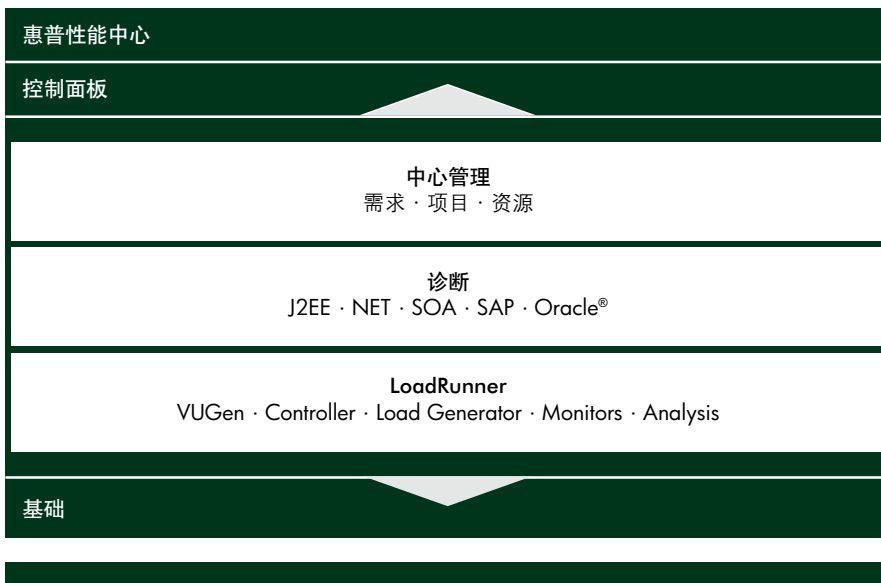 惠普性能中心
控制面板
中心管理
需求 · 项目 · 资源
诊断
J2EE · NET · SOA · SAP · Oracle®
LoadRunner
VUGen · Controller · Load Generator · Monitors · Analysis
基础